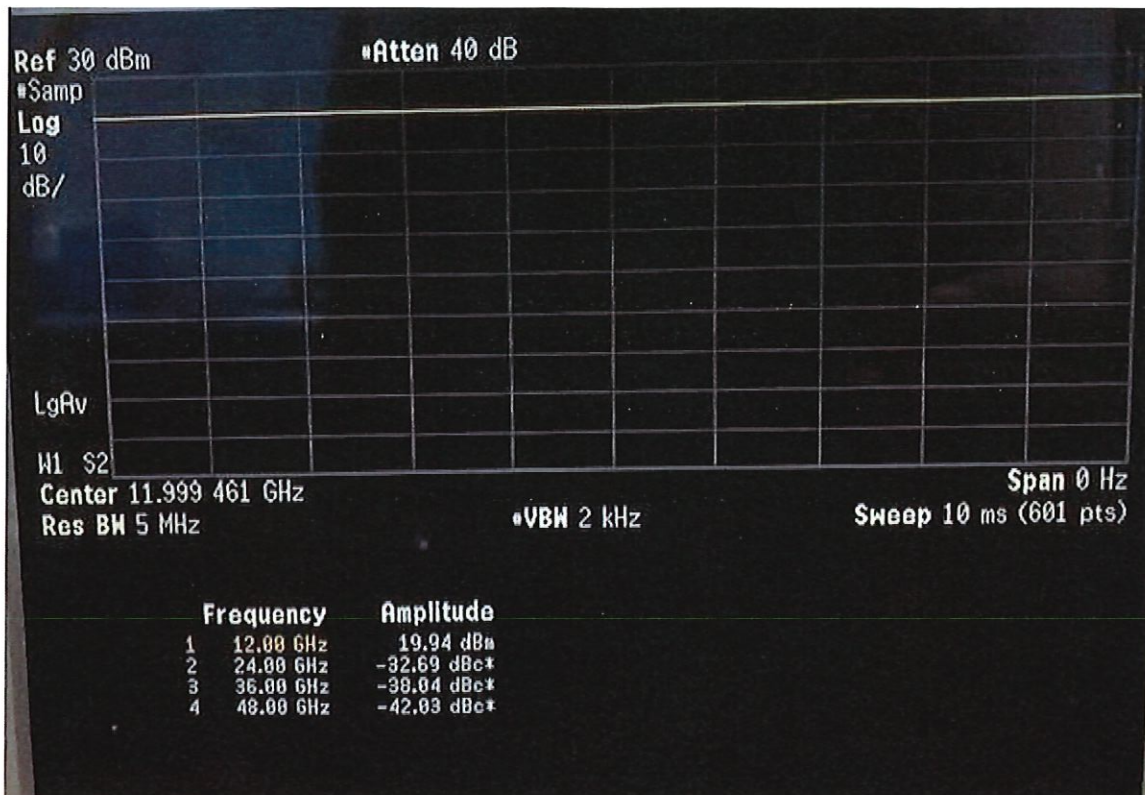 Ref 30 dBm #Atten 40 dB
#Samp
Log
10
dB/
LgAv
W1 S2
Center 11.999 461 GHz Span 0 Hz
Res BW 5 MHz #VBW 2 kHz Sweep 10 ms (601 pts)
Frequency Amplitude
1 12.00 GHz 19.94 dBm
2 24.00 GHz -32.69 dBc*
3 36.00 GHz -38.04 dBc*
4 48.00 GHz -42.03 dBc*